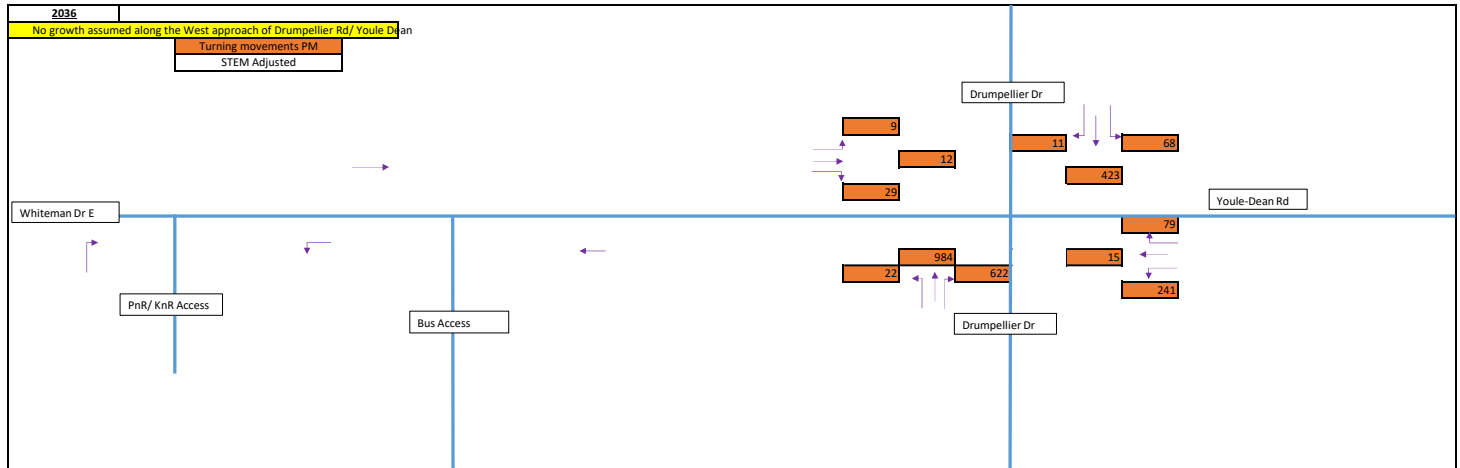 2036
No growth assumed along the West approach of Drumpellier Rd/ Youle Dean
Turning movements PM
STEM Adjusted
Drumpellier Dr
9
11
68
12
423
29
Youle-Dean Rd
Whiteman Dr E
79
984
15
22
622
241
PnR/ KnR Access
Bus Access
Drumpellier Dr